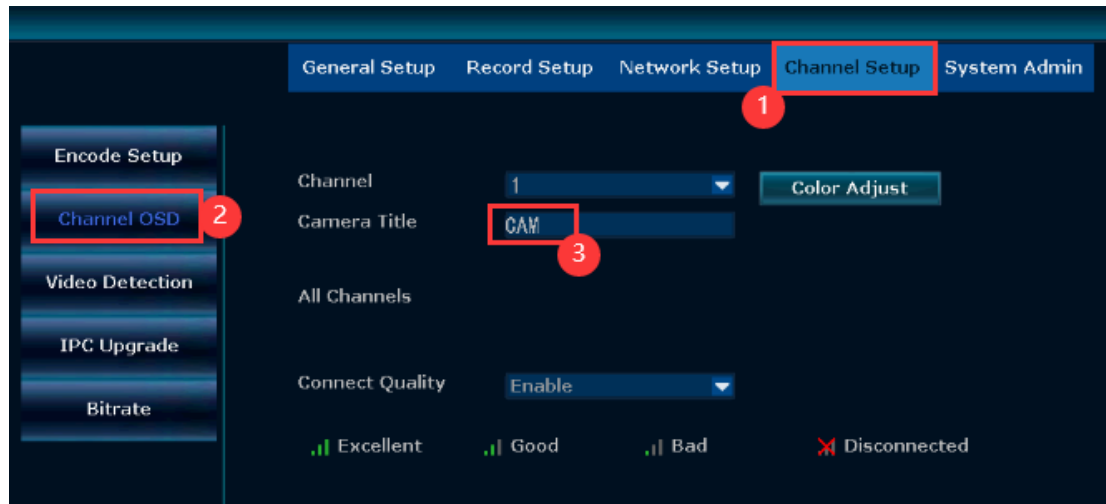 General Setup Record Setup Network Setup Channel Setup System Admin
1
Encode Setup
Channel 1 Color Adjust
Channel OSD 2
Camera Title CAM
3
Video Detection
All Channels
IPC Upgrade
Connect Quality Enable
Bitrate
Excellent Good Bad Disconnected